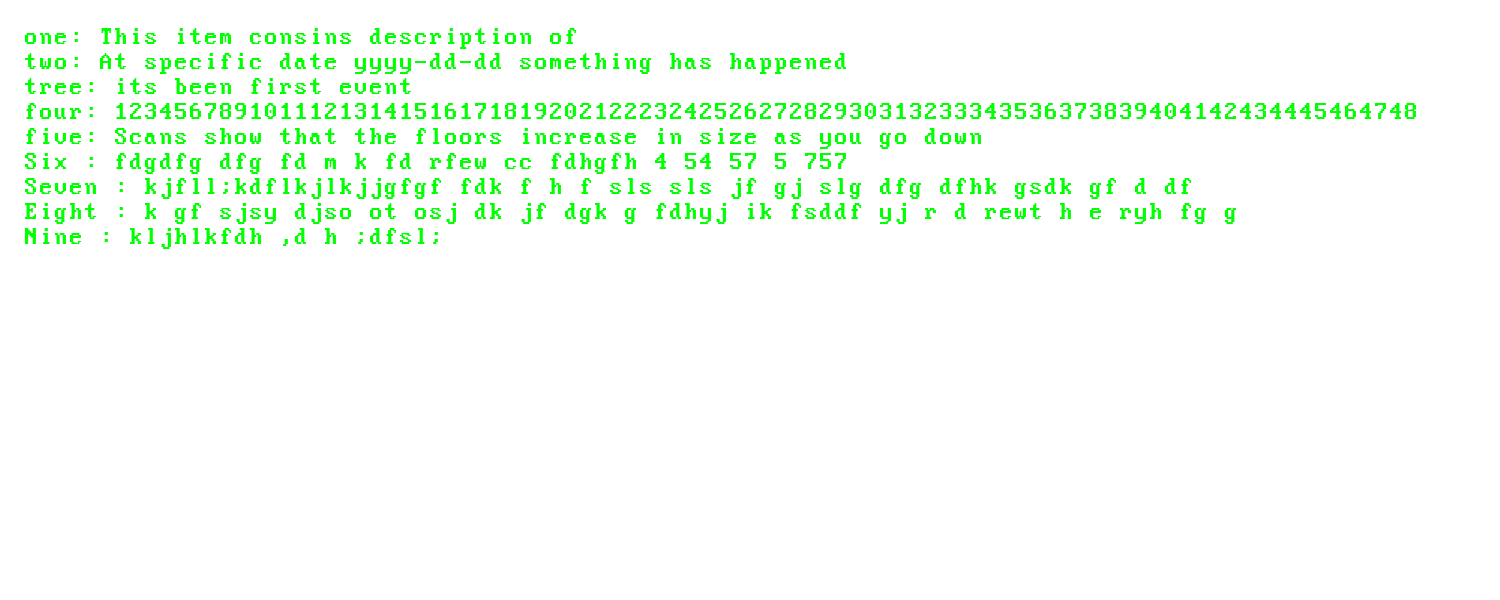 one: This item consins description of
two: At specific date yyyy-dd-dd something has happened
tree: its been first event
four: 123456789101112131415161718192021222324252627282930313233343536373839404142434445464748
five: Scans show that the floors increase in size as you go down
Six : fdgdfg dfg fd m k fd rfew cc fdhgfh 4 54 57 5 757
Seven : kjfll;kdflkjlkjjgfgf fdk f h f sls sls jf gj slg dfg dfhk gsdk gf d df
Eight : k gf sjsy djso ot osj dk jf dgk g fdhyj ik fsddf yj r d rewt h e ryh fg g
Nine : kljhlkfdh ,d h ;dfsl;